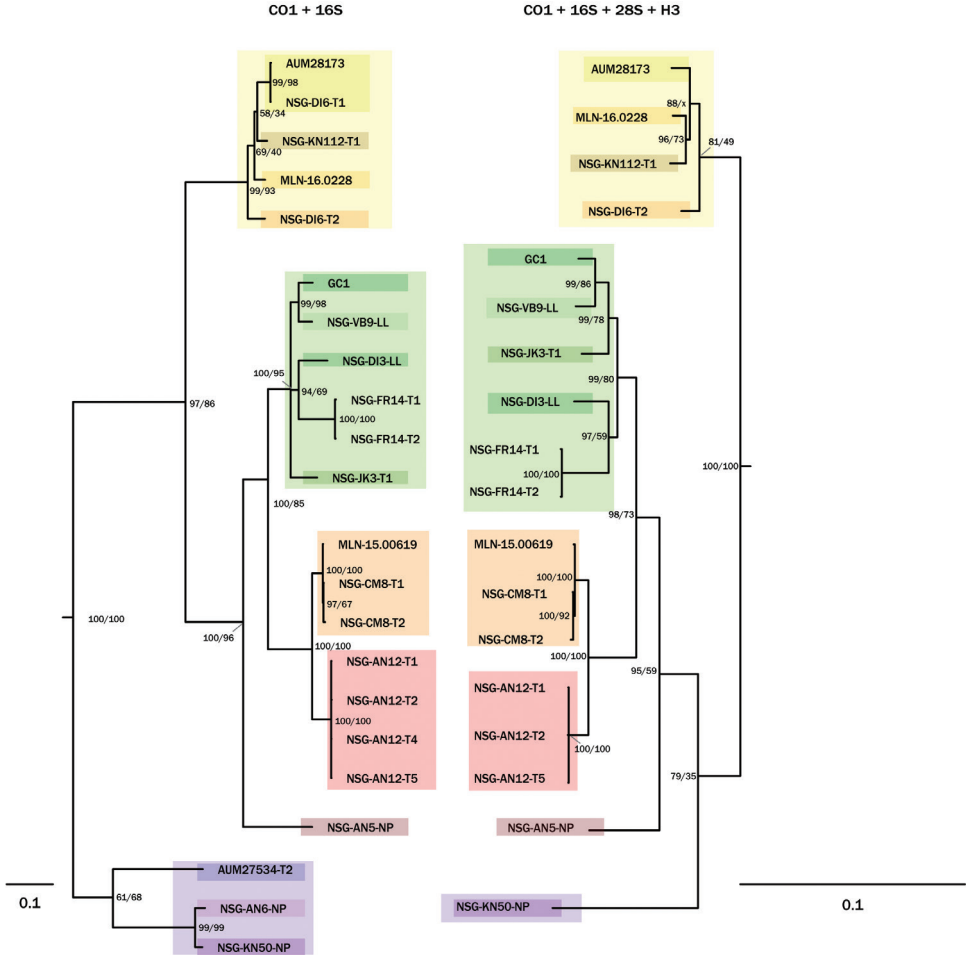 CO1 + 16S
AUM28173
99/98
NSG-DI6-T1
58/34
NSG-KN112-T1
69/40
MLN-16.0228
99/93
NSG-DI6-T2
GC1
99/98
NSG-VB9-LL
NSG-DI3-LL
100/95
94/69
NSG-FR14-T1
97/86
100/100
NSG-FR14-T2
NSG-JK3-T1
100/85
MLN-15.00619
100/100
NSG-CM8-T1
97/67
NSG-CM8-T2
100/100
100/96
100/100
NSG-AN12-T1
NSG-AN12-T2
100/100
NSG-AN12-T4
NSG-AN12-T5
NSG-AN5-NP
AUM27534-T2
0.1
61/68
NSG-AN6-NP
99/99
NSG-KN50-NP
CO1 + 16S + 28S + H3
AUM28173
88/x
MLN-16.0228
96/73
81/49
NSG-KN112-T1
NSG-DI6-T2
GC1
99/86
NSG-VB9-LL
99/78
NSG-JK3-T1
99/80
NSG-DI3-LL
97/59
NSG-FR14-T1
100/100
100/100
NSG-FR14-T2
98/73
MLN-15.00619
100/100
NSG-CM8-T1
100/92
NSG-CM8-T2
100/100
95/59
NSG-AN12-T1
NSG-AN12-T2
100/100
NSG-AN12-T5
79/35
NSG-AN5-NP
NSG-KN50-NP
0.1